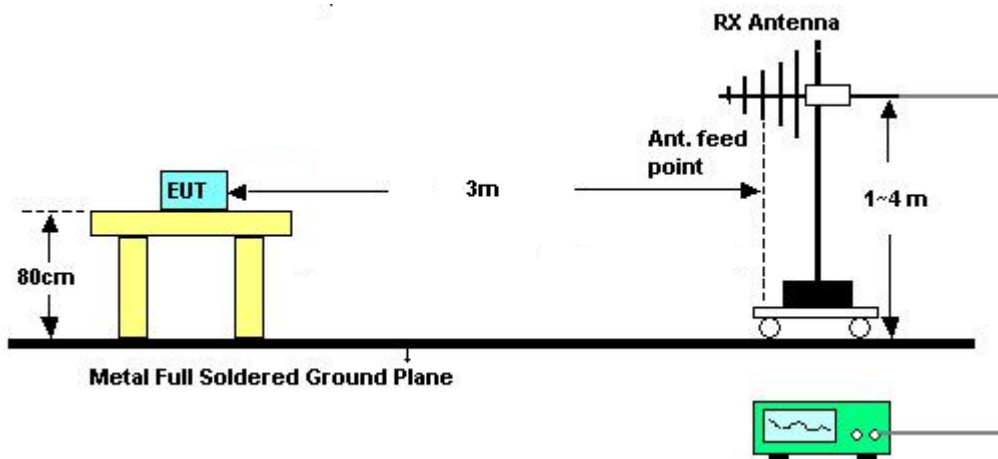 RX Antenna
Ant. feed
point
EUT
3m
1~4 m
80cm
Metal Full Soldered Ground Plane